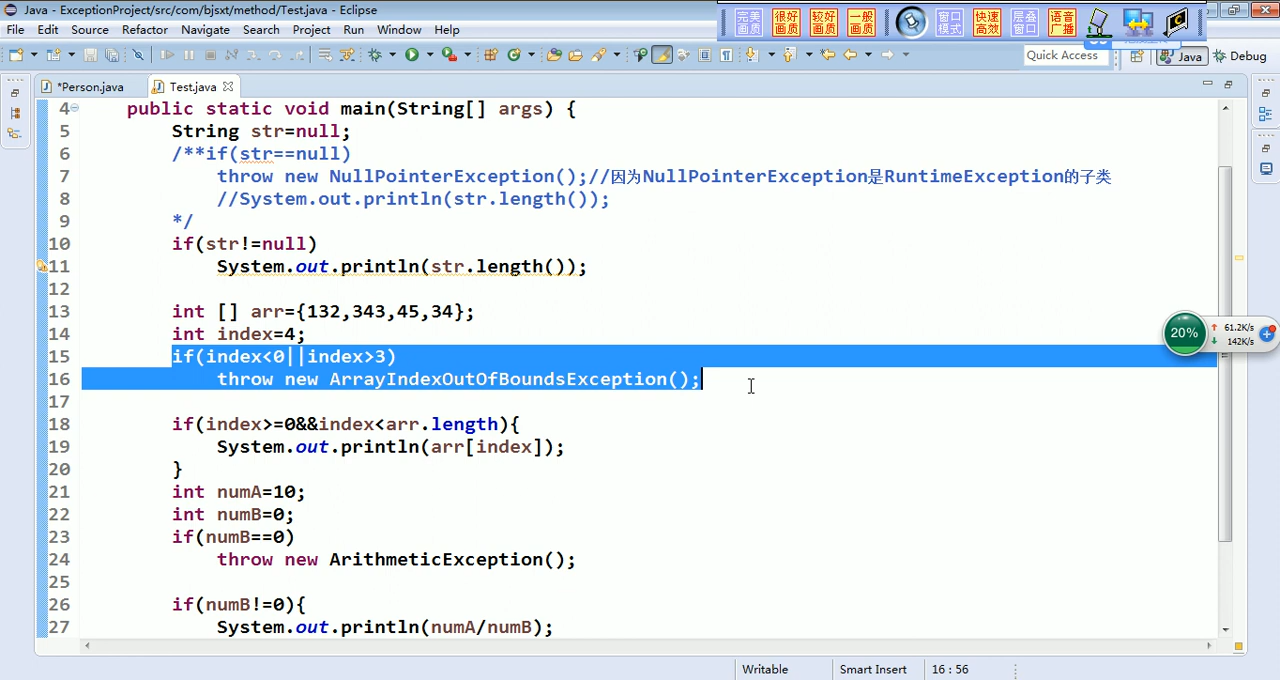 Java - ExceptionProject/src/com/bjsxt/method/Test.java - Eclipse
完美画质 很好画质 较好画质 一般画质 窗口模式 快速高效 层叠窗口 语音广播
File Edit Source Refactor Navigate Search Project Run Window Help
Quick Access Java Debug
*Person.java Test.java
4 public static void main(String[] args) {
5 String str=null;
6 /**if(str==null)
7 throw new NullPointerException();//因为NullPointerException是RuntimeException的子类
8 //System.out.println(str.length());
9 */
10 if(str!=null)
11 System.out.println(str.length());
12
13 int [] arr={132,343,45,34};
14 int index=4;
15 if(index<0||index>3)
16 throw new ArrayIndexOutOfBoundsException();
17
18 if(index>=0&&index<arr.length){
19 System.out.println(arr[index]);
20 }
21 int numA=10;
22 int numB=0;
23 if(numB==0)
24 throw new ArithmeticException();
25
26 if(numB!=0){
27 System.out.println(numA/numB);
20% 61.2K/s
142K/s
Writable Smart Insert 16 : 56